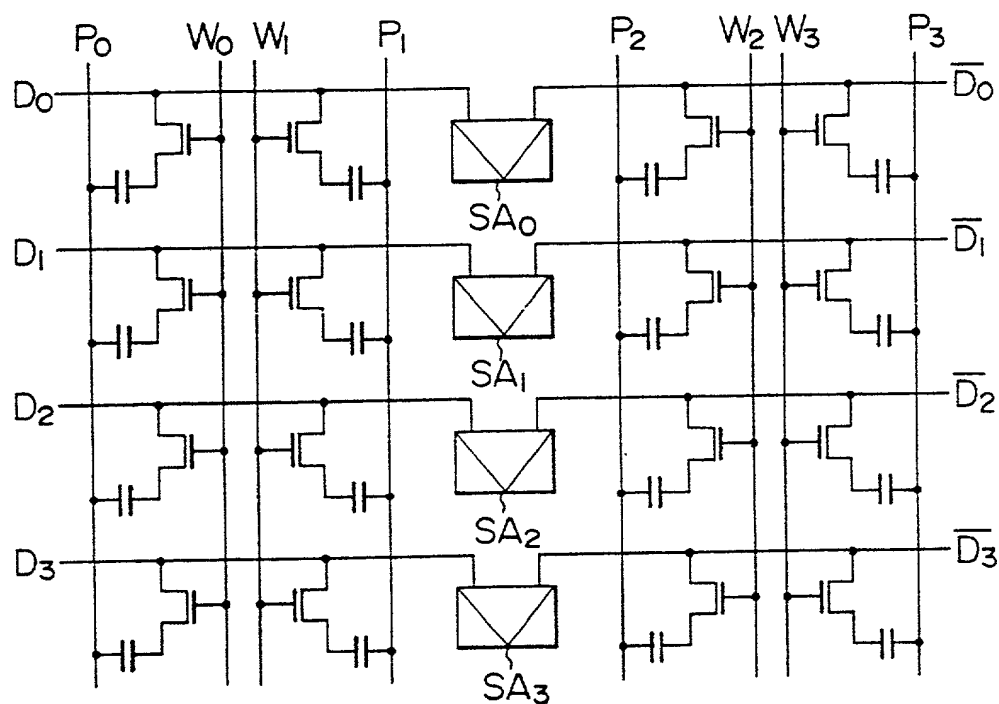 P₀ W₀ W₁ P₁ P₂ W₂ W₃ P₃
D₀ D̅₀
SA₀
D₁ D̅₁
SA₁
D₂ D̅₂
SA₂
D₃ D̅₃
SA₃